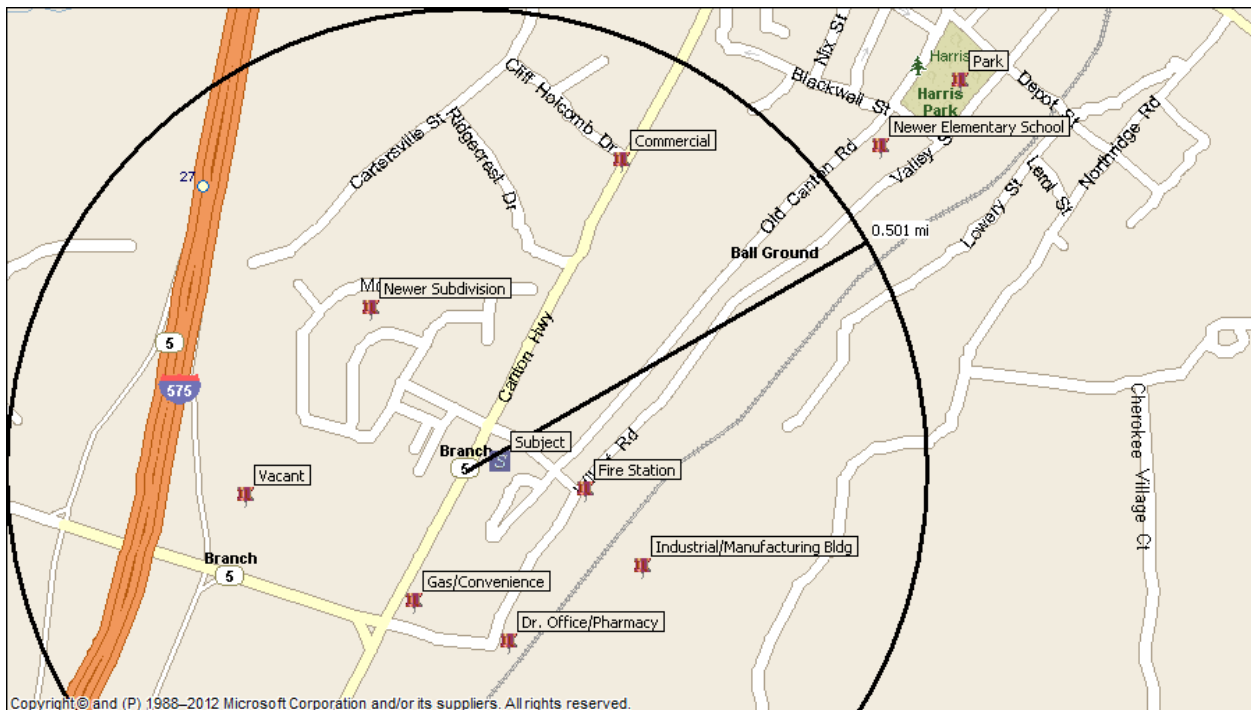 Nix St
Harris
Park
Harris
Park
Depot St
Blackwell St
Northridge Rd
Cliff Holcomb Dr
Cartersville St
Ridgecrest Dr
Commercial
Newer Elementary School
Valley S
Lerol St
Lowery St
Old Canton Rd
27
0.501 mi
Ball Ground
Newer Subdivision
5
575
Canton Hwy
Cherokee Village Ct
Subject
Branch
5
Fire Station
Vacant
Industrial/Manufacturing Bldg
Branch
5
Gas/Convenience
Dr. Office/Pharmacy
Copyright © and (P) 1988–2012 Microsoft Corporation and/or its suppliers. All rights reserved.